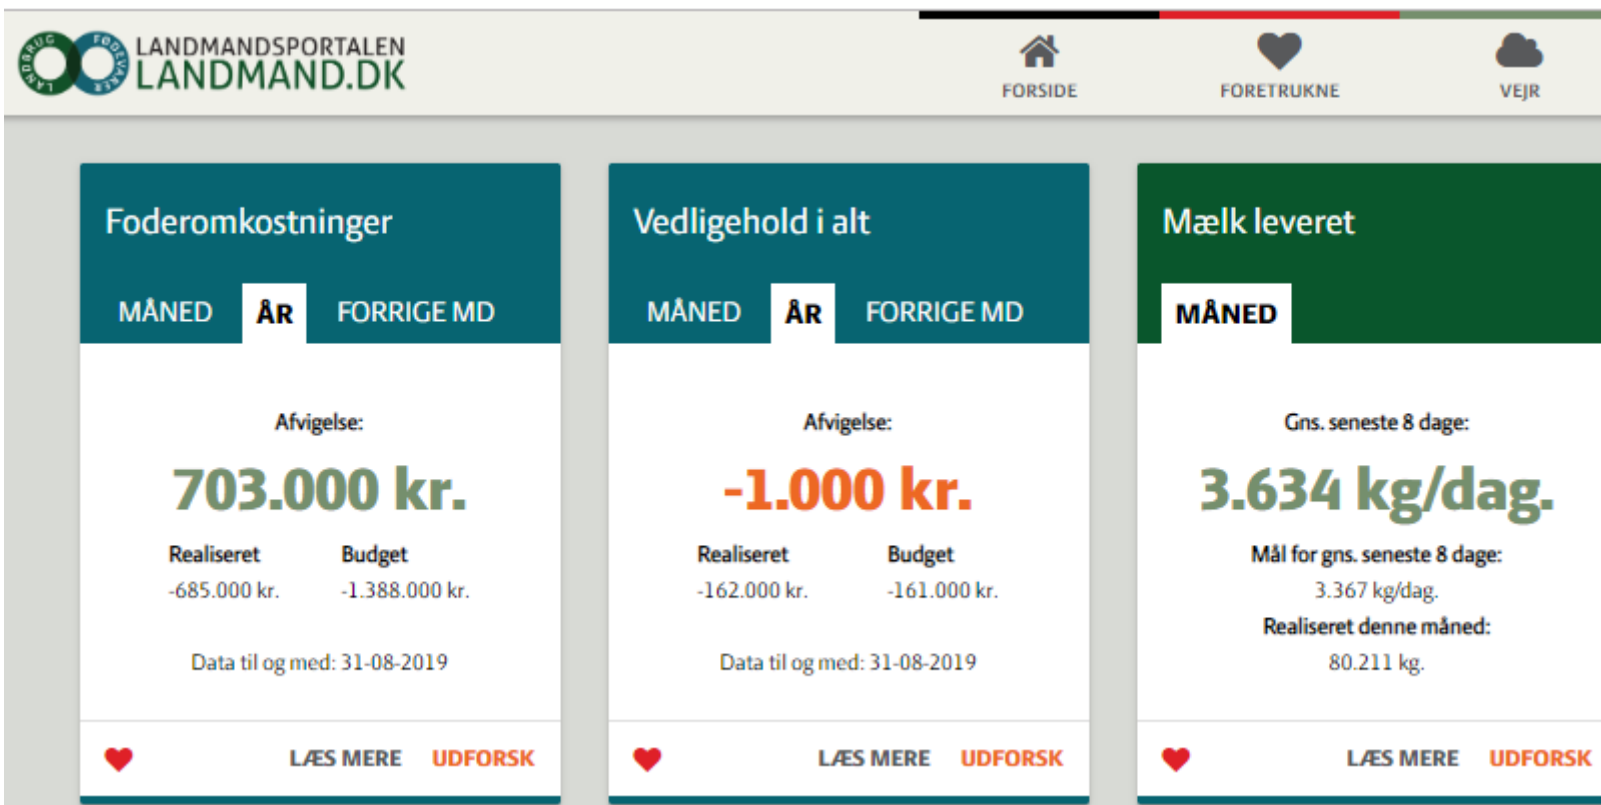 LANDBRUG FØDEVARER
LANDMANDSPORTALEN
LANDMAND.DK
FORSIDE
FORETRUKNE
VEJR
Foderomkostninger
MÅNED ÅR FORRIGE MD
Afvigelse:
703.000 kr.
Realiseret Budget
-685.000 kr. -1.388.000 kr.
Data til og med: 31-08-2019
LÆS MERE UDFORSK
Vedligehold i alt
MÅNED ÅR FORRIGE MD
Afvigelse:
-1.000 kr.
Realiseret Budget
-162.000 kr. -161.000 kr.
Data til og med: 31-08-2019
LÆS MERE UDFORSK
Mælk leveret
MÅNED
Gns. seneste 8 dage:
3.634 kg/dag.
Mål for gns. seneste 8 dage:
3.367 kg/dag.
Realiseret denne måned:
80.211 kg.
LÆS MERE UDFORSK